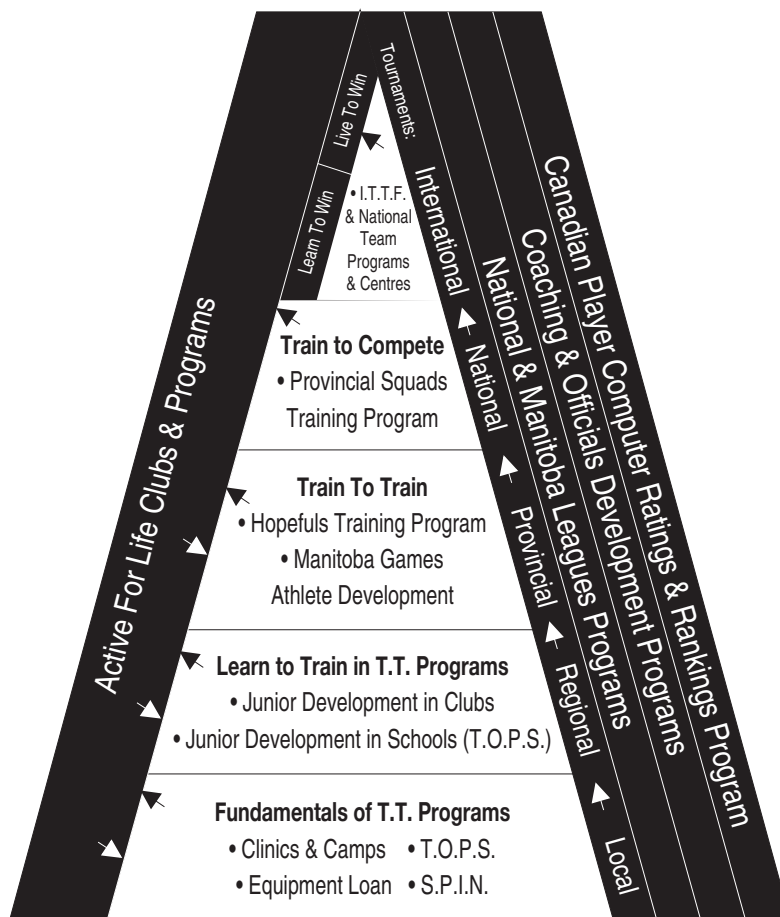 Active For Life Clubs & Programs
Live To Win
Learn To Win
• I.T.T.F.
& National
Team
Programs
& Centres
Train to Compete
• Provincial Squads
Training Program
Train To Train
• Hopefuls Training Program
• Manitoba Games
Athlete Development
Learn to Train in T.T. Programs
• Junior Development in Clubs
• Junior Development in Schools (T.O.P.S.)
Fundamentals of T.T. Programs
• Clinics & Camps • T.O.P.S.
• Equipment Loan • S.P.I.N.
Tournaments: International National Provincial Regional Local
National & Manitoba Leagues Programs
Coaching & Officials Development Programs
Canadian Player Computer Ratings & Rankings Program